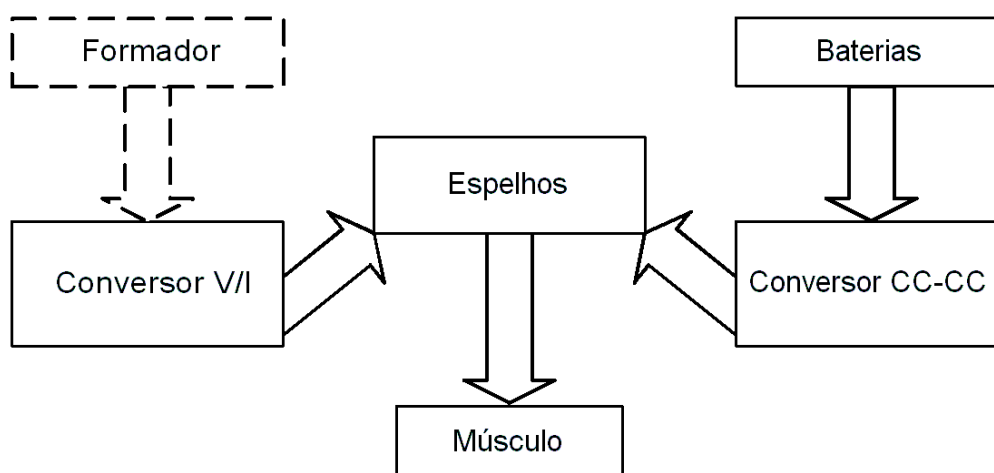 Formador
Baterias
Espelhos
Conversor V/I
Conversor CC-CC
Músculo